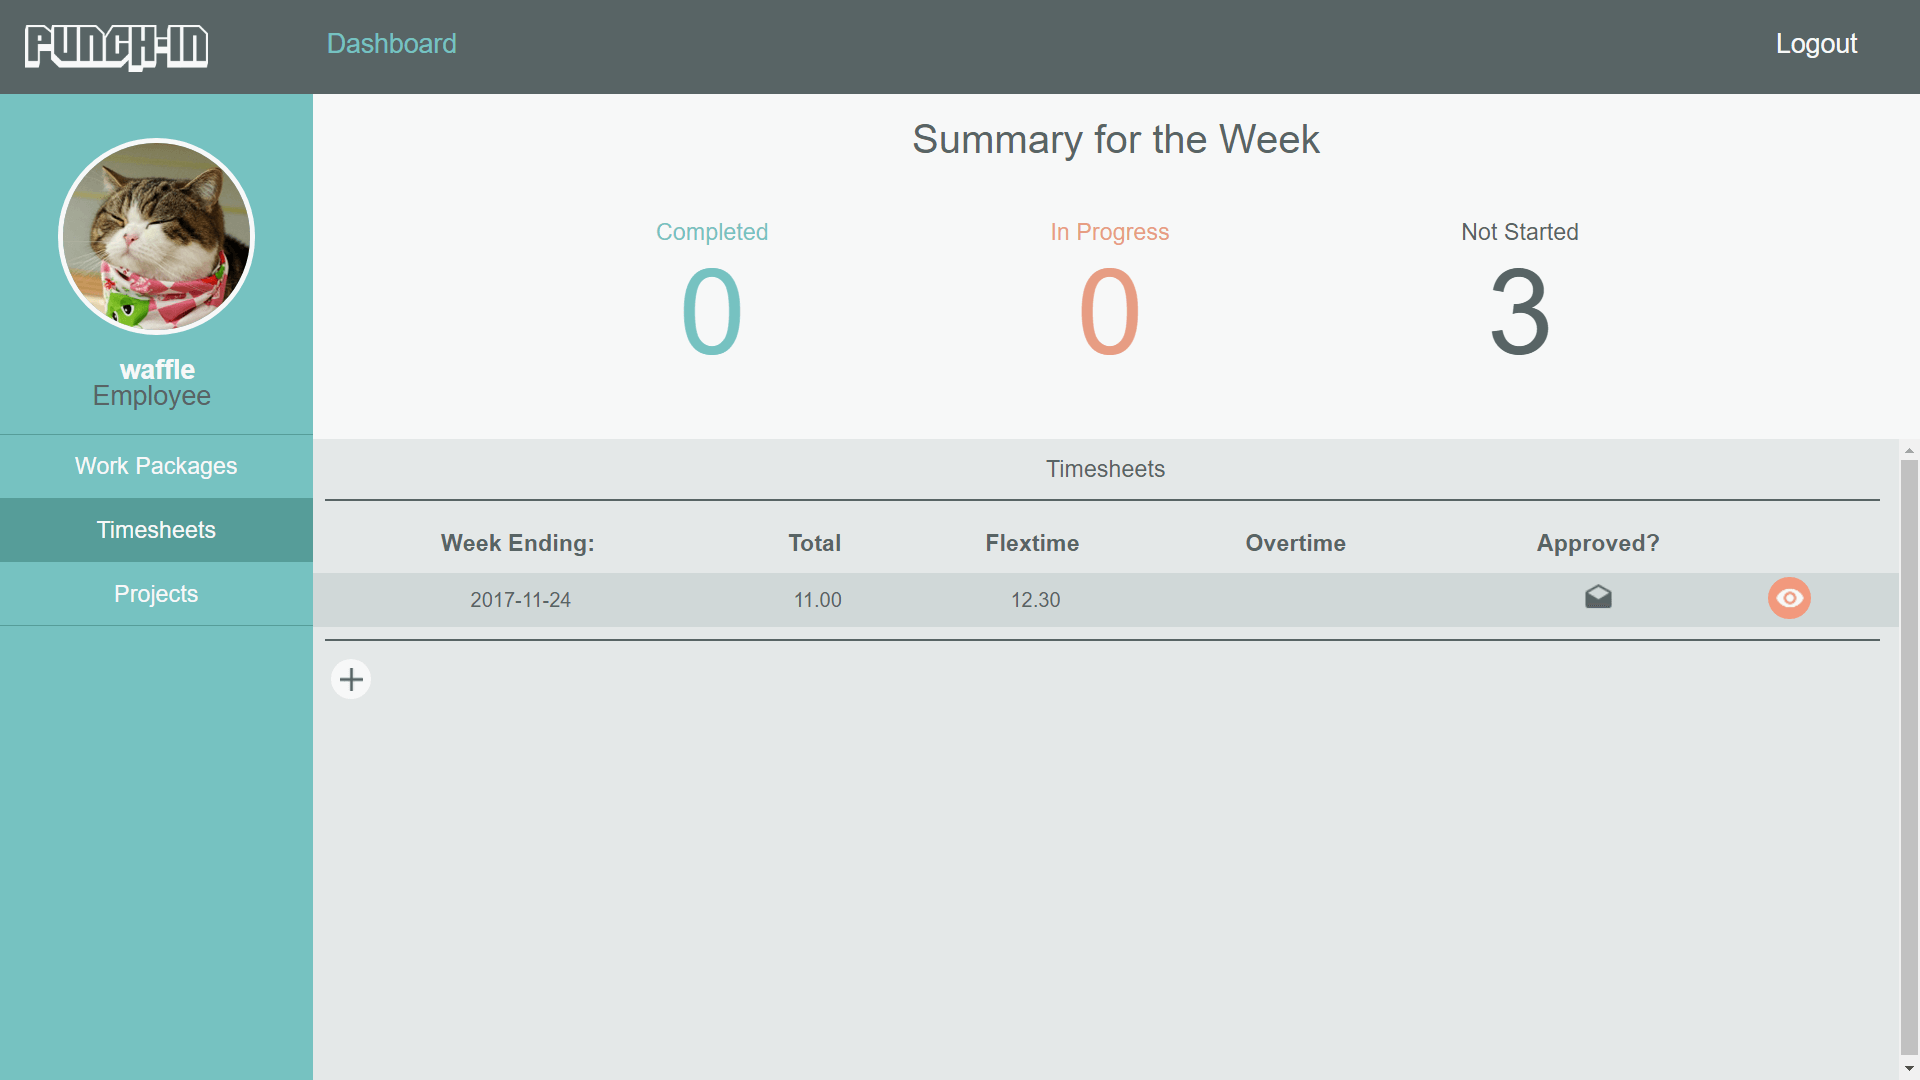 PUNCH-IN
Dashboard
Logout
waffle
Employee
Work Packages
Timesheets
Projects
Summary for the Week
Completed
In Progress
Not Started
0
0
3
Timesheets
Week Ending: Total Flextime Overtime Approved?
2017-11-24 11.00 12.30